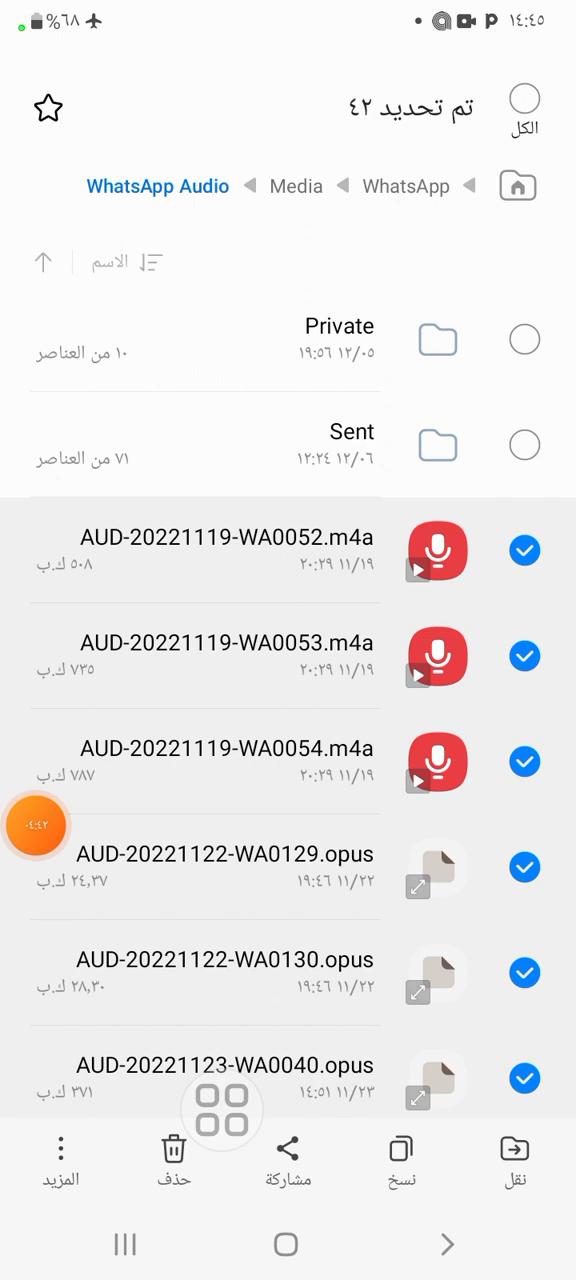 ١٤:٤٥ %٦٨
تم تحديد ٤٢
الكل
WhatsApp Media WhatsApp Audio
الاسم
Private
١٢/٠٥ ١٩:٥٦ ١٠ من العناصر
Sent
١٢/٠٦ ١٢:٢٤ ٧١ من العناصر
AUD-20221119-WA0052.m4a
١١/١٩ ٢٠:٢٩ ٥٠٨ ك.ب
AUD-20221119-WA0053.m4a
١١/١٩ ٢٠:٢٩ ٧٣٥ ك.ب
AUD-20221119-WA0054.m4a
١١/١٩ ٢٠:٢٩ ٧٨٧ ك.ب
٠٤:٤٢
AUD-20221122-WA0129.opus
١١/٢٢ ١٩:٤٦ ٢٤,٣٧ ك.ب
AUD-20221122-WA0130.opus
١١/٢٢ ١٩:٤٦ ٢٨,٣٠ ك.ب
AUD-20221123-WA0040.opus
١١/٢٣ ١٤:٥١ ٣٧١ ك.ب
نقل نسخ مشاركة حذف المزيد